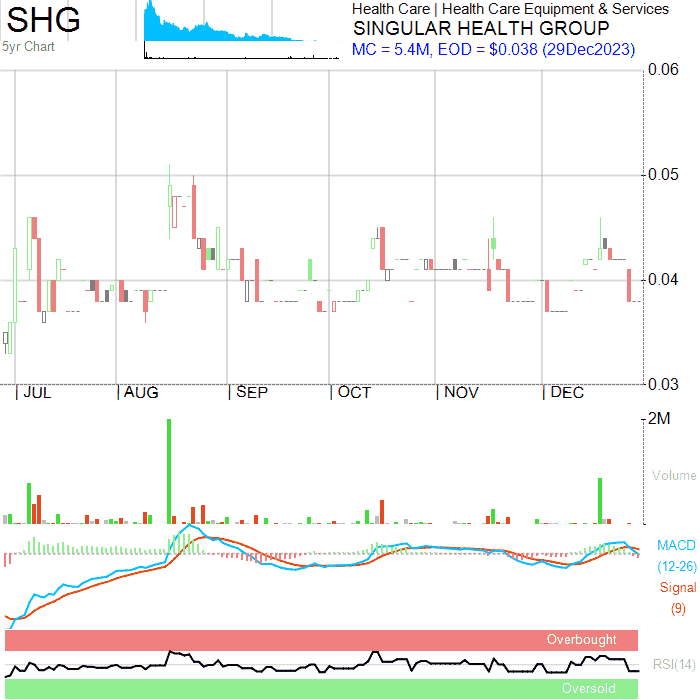 SHG
5yr Chart
Health Care | Health Care Equipment & Services
SINGULAR HEALTH GROUP
MC = 5.4M, EOD = $0.038 (29Dec2023)
0.06
0.05
0.04
0.03
JUL
AUG
SEP
OCT
NOV
DEC
2M
Volume
MACD
(12-26)
Signal
(9)
Overbought
RSI(14)
Oversold